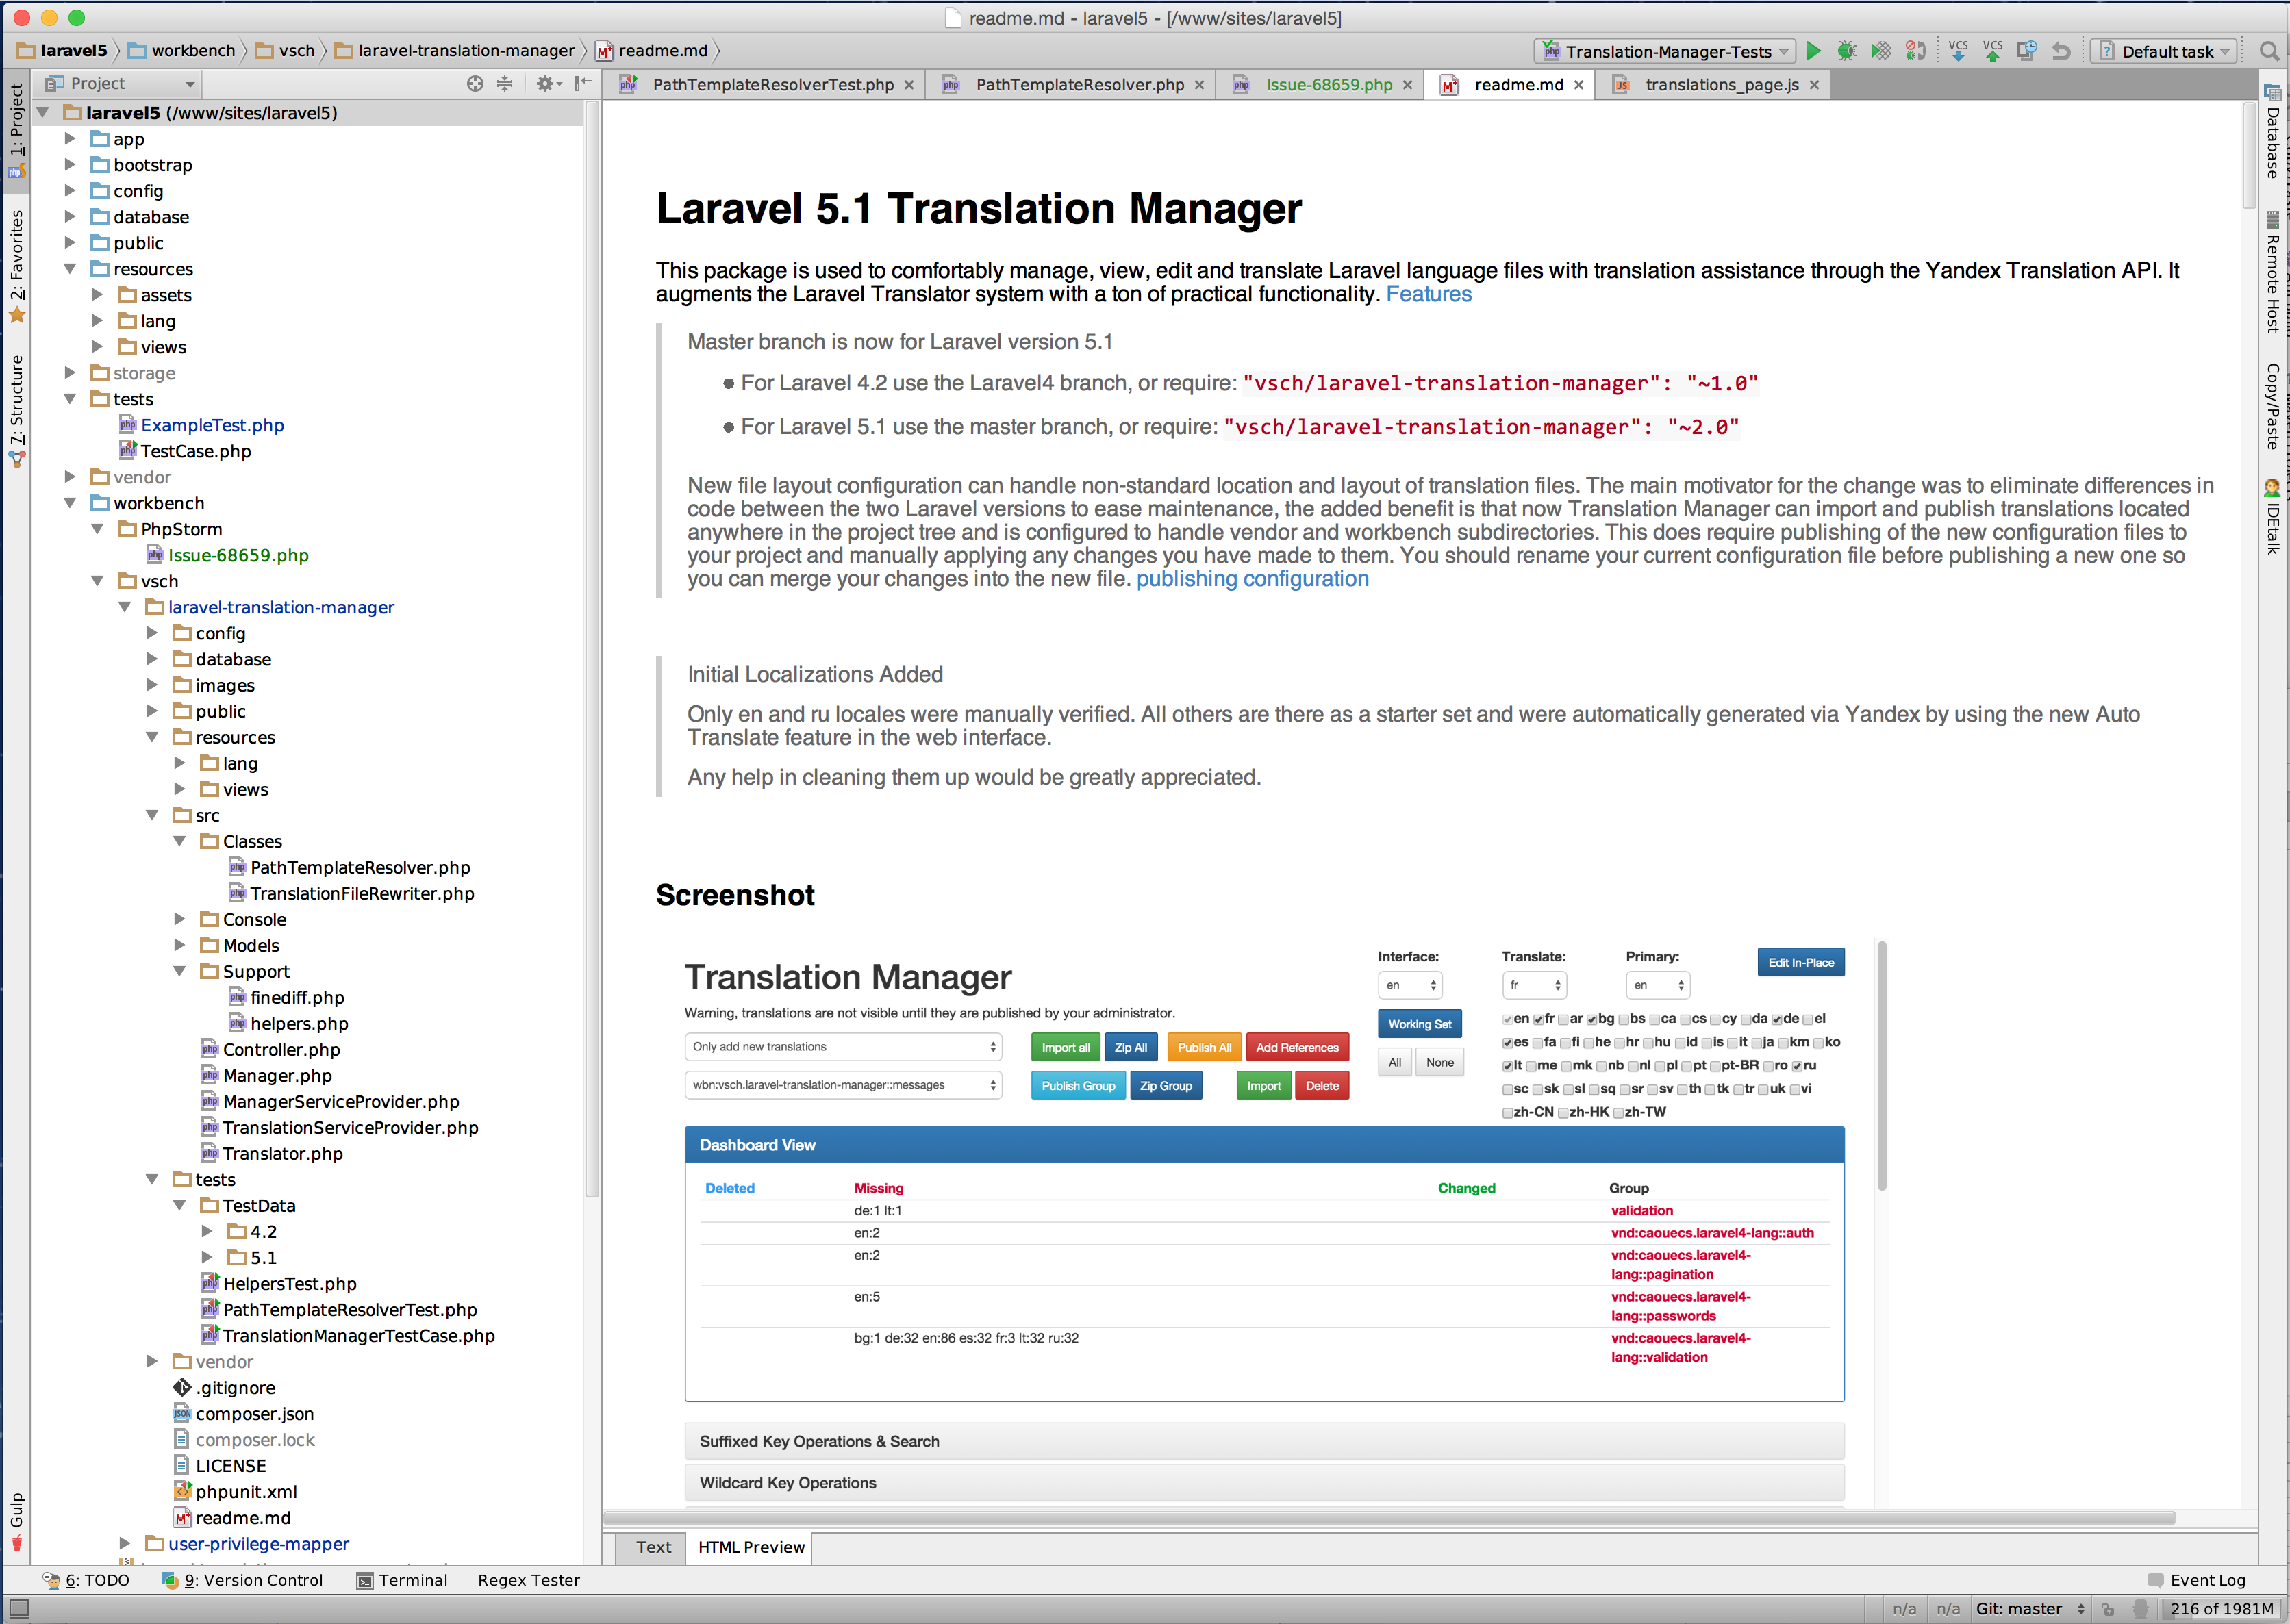 readme.md - laravel5 - [/www/sites/laravel5]
laravel5 workbench vsch laravel-translation-manager readme.md
Translation-Manager-Tests VCS VCS Default task
1: Project
2: Favorites
7: Structure
Gulp
Project
laravel5 (/www/sites/laravel5)
app
bootstrap
config
database
public
resources
assets
lang
views
storage
tests
ExampleTest.php
TestCase.php
vendor
workbench
PhpStorm
Issue-68659.php
vsch
laravel-translation-manager
config
database
images
public
resources
lang
views
src
Classes
PathTemplateResolver.php
TranslationFileRewriter.php
Console
Models
Support
finediff.php
helpers.php
Controller.php
Manager.php
ManagerServiceProvider.php
TranslationServiceProvider.php
Translator.php
tests
TestData
4.2
5.1
HelpersTest.php
PathTemplateResolverTest.php
TranslationManagerTestCase.php
vendor
.gitignore
composer.json
composer.lock
LICENSE
phpunit.xml
readme.md
user-privilege-mapper
PathTemplateResolverTest.php PathTemplateResolver.php Issue-68659.php readme.md translations_page.js
Laravel 5.1 Translation Manager
This package is used to comfortably manage, view, edit and translate Laravel language files with translation assistance through the Yandex Translation API. It
augments the Laravel Translator system with a ton of practical functionality. Features
Master branch is now for Laravel version 5.1
● For Laravel 4.2 use the Laravel4 branch, or require: "vsch/laravel-translation-manager": "~1.0"
● For Laravel 5.1 use the master branch, or require: "vsch/laravel-translation-manager": "~2.0"
New file layout configuration can handle non-standard location and layout of translation files. The main motivator for the change was to eliminate differences in
code between the two Laravel versions to ease maintenance, the added benefit is that now Translation Manager can import and publish translations located
anywhere in the project tree and is configured to handle vendor and workbench subdirectories. This does require publishing of the new configuration files to
your project and manually applying any changes you have made to them. You should rename your current configuration file before publishing a new one so
you can merge your changes into the new file. publishing configuration
Initial Localizations Added
Only en and ru locales were manually verified. All others are there as a starter set and were automatically generated via Yandex by using the new Auto
Translate feature in the web interface.
Any help in cleaning them up would be greatly appreciated.
Screenshot
Translation Manager
Warning, translations are not visible until they are published by your administrator.
Only add new translations
Import all Zip All Publish All Add References
wbn:vsch.laravel-translation-manager::messages
Publish Group Zip Group Import Delete
Interface: Translate: Primary: Edit In-Place
en fr en
Working Set
All None
en fr ar bg bs ca cs cy da de el
es fa fi he hr hu id is it ja km ko
lt me mk nb nl pl pt pt-BR ro ru
sc sk sl sq sr sv th tk tr uk vi
zh-CN zh-HK zh-TW
Dashboard View
Deleted Missing Changed Group
de:1 lt:1 validation
en:2 vnd:caouecs.laravel4-lang::auth
en:2 vnd:caouecs.laravel4-
lang::pagination
en:5 vnd:caouecs.laravel4-
lang::passwords
bg:1 de:32 en:86 es:32 fr:3 lt:32 ru:32 vnd:caouecs.laravel4-
lang::validation
Suffixed Key Operations & Search
Wildcard Key Operations
Text HTML Preview
Database
Remote Host
Copy/Paste
IDEtalk
6: TODO 9: Version Control Terminal Regex Tester Event Log
n/a n/a Git: master 216 of 1981M